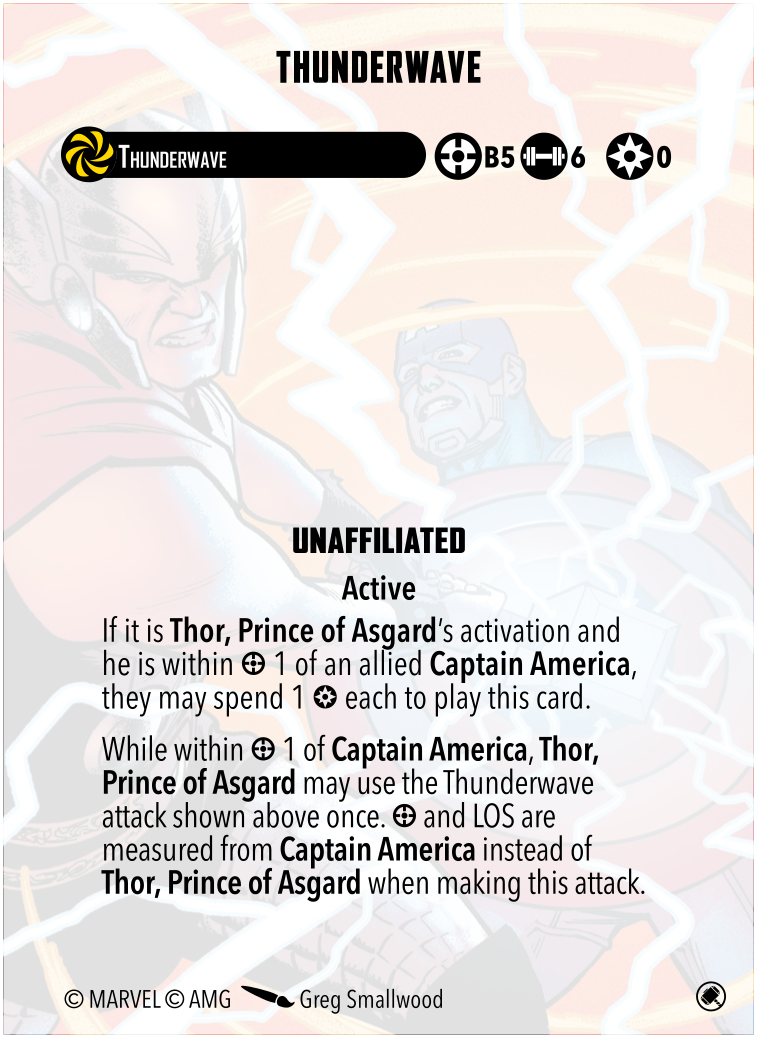 THUNDERWAVE
THUNDERWAVE B5 6 0
UNAFFILIATED
Active
If it is Thor, Prince of Asgard's activation and
he is within 1 of an allied Captain America,
they may spend 1 each to play this card.
While within 1 of Captain America, Thor,
Prince of Asgard may use the Thunderwave
attack shown above once. and LOS are
measured from Captain America instead of
Thor, Prince of Asgard when making this attack.
© MARVEL © AMG Greg Smallwood